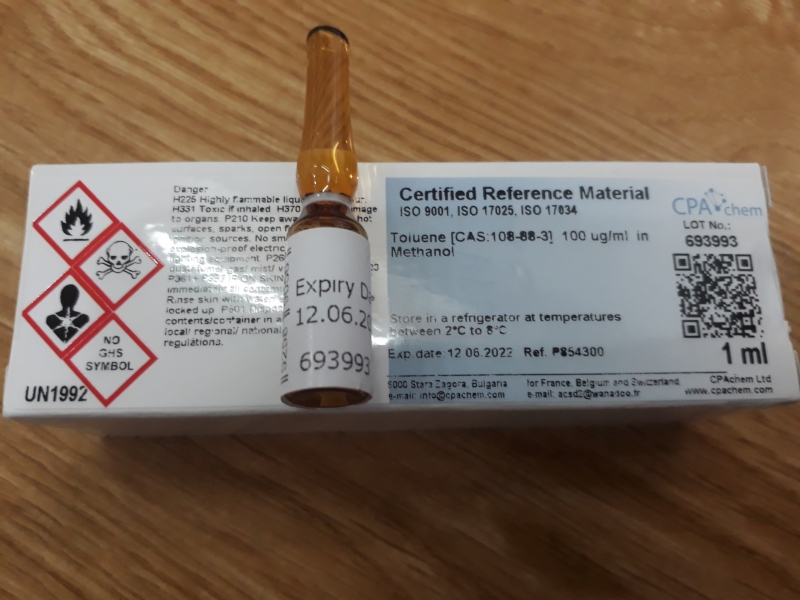 Danger
H225 Highly flammable
H331 Toxic if inhaled H370
to organs. P210 Keep hot
surfaces, sparks, open
sources. No
equipment.
Rinse skin with
locked up P501
contents/container in
local/ regional/ national
regulations.
NO
GHS
SYMBOL
UN1992
Expiry
12.06.20
693993
Certified Reference Material
ISO 9001, ISO 17025, ISO 17034
Toluene [CAS:108-88-3] 100 ug/ml in
Methanol
Store in a refrigerator at temperatures
between 2°C to 8°C
Exp.date:12 06.2022 Ref. P854300
CPAchem
LOT No.:
693993
1 ml
5000 Stara Zagora, Bulgaria
e-mail: info@cpachem.com
for France, Belgium and Switzerland
e-mail: acsd2@wanadoo.fr
CPAchem Ltd
www.cpachem.com